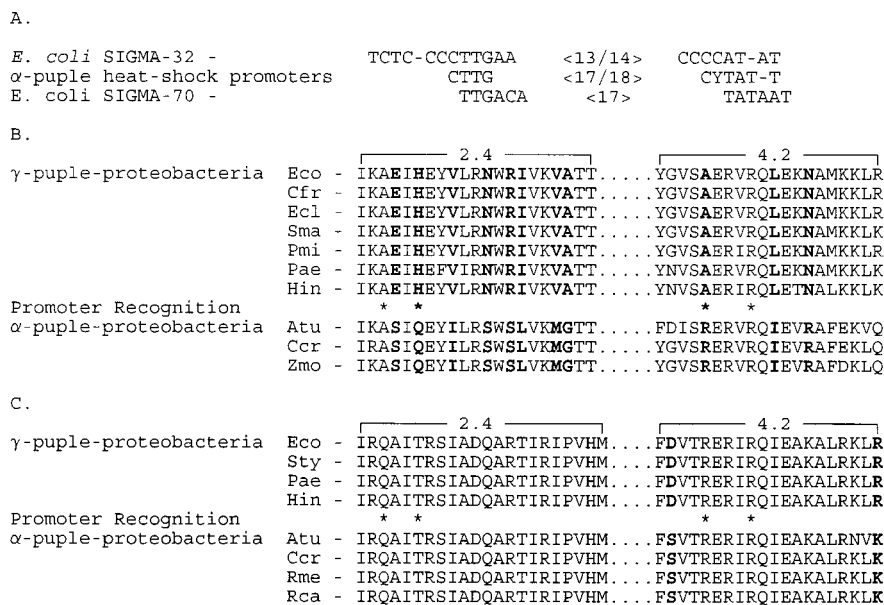 A.
E. coli SIGMA-32 - TCTC-CCCTTGAA <13/14> CCCCAT-AT
α-puple heat-shock promoters CTTG <17/18> CYTAT-T
E. coli SIGMA-70 - TTGACA <17> TATAAT
B.
2.4 4.2
γ-puple-proteobacteria Eco - IKAEIHEYVLRNWRIVKVATT.....YGVSAERVRQLEKNAMKKLR
Cfr - IKAEIHEYVLRNWRIVKVATT.....YGVSAERVRQLEKNAMKKLR
Ecl - IKAEIHEYVLRNWRIVKVATT.....YGVSAERVRQLEKNAMKKLR
Sma - IKAEIHEYVLRNWRIVKVATT.....YGVSAERVRQLEKNAMKKLK
Pmi - IKAEIHEYVLRNWRIVKVATT.....YGVSAERIRQLEKNAMKKLK
Pae - IKAEIHEFVIRNWRIVKVATT.....YNVSAERVRQLEKNAMKKLK
Hin - IKAEIHEYVLRNWRIVKVATT.....YNVSAERIRQLETNALKKLK
Promoter Recognition * * * *
α-puple-proteobacteria Atu - IKASIQEYILRSWSLVKMGTT.....FDISRERVRQIEVRAFEKVQ
Ccr - IRASIQEYILRSWSLVKMGTT.....YGVSRERVRQIEVRAFEKLQ
Zmo - IKASIQEYILRSWSLVKMGTT.....YGVSRERVRQIEVRAFDKLQ
C.
2.4 4.2
γ-puple-proteobacteria Eco - IRQAITRSIADQARTIRIPVHM....FDVTRERIRQIEAKALRKLR
Sty - IRQAITRSIADQARTIRIPVHM....FDVTRERIRQIEAKALRKLR
Pae - IRQAITRSIADQARTIRIPVHM....FDVTRERIRQIEAKALRKLR
Hin - IRQAITRSIADQARTIRIPVHM....FDVTRERIRQIEAKALRKLR
Promoter Recognition * * * *
α-puple-proteobacteria Atu - IRQAITRSIADQARTIRIPVHM....FSVTRERIRQIEAKALRNVK
Ccr - IRQAITRSIADQARTIRIPVHM....FSVTRERIRQIEAKALRKLK
Rme - IRQAITRSIADQARTIRIPVHM....FSVTRERIRQIEAKALRKLK
Rca - IRQAITRSIADQARTIRIPVHM....FSVTRERIRQIEAKALRKLK